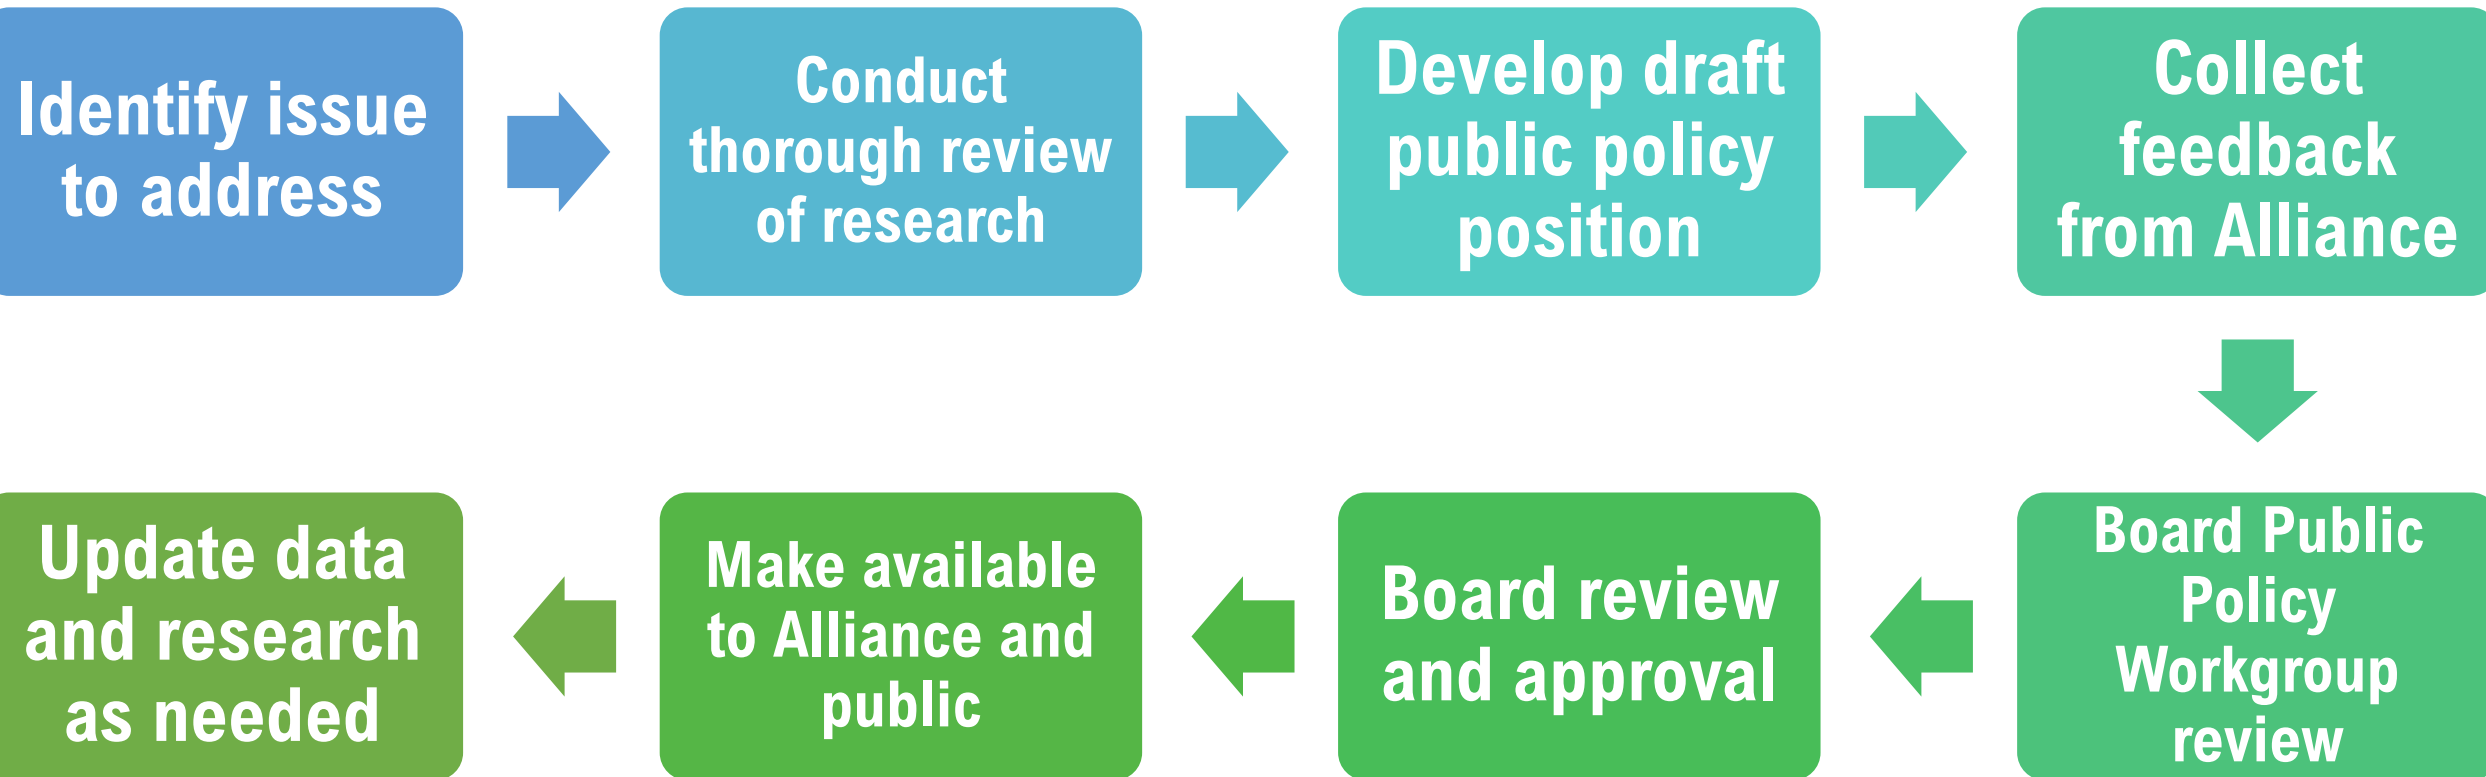 Identify issue
to address
Conduct
thorough review
of research
Develop draft
public policy
position
Collect
feedback
from Alliance
Board Public
Policy
Workgroup
review
Board review
and approval
Make available
to Alliance and
public
Update data
and research
as needed